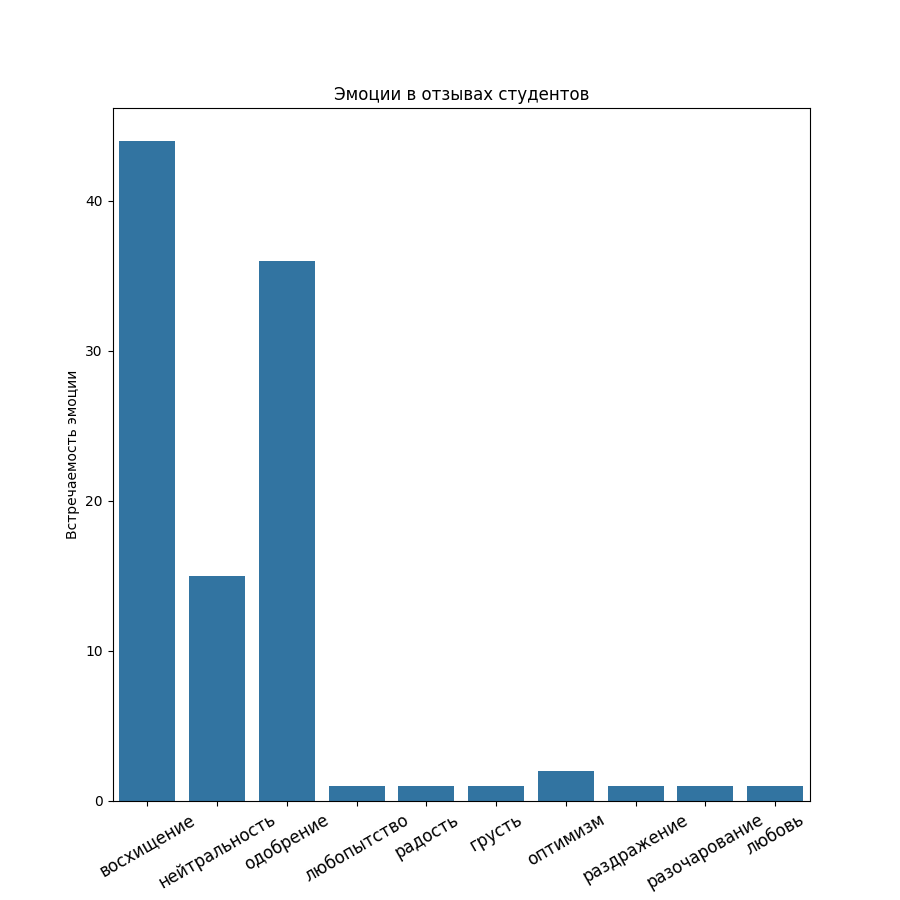 Эмоции в отзывах студентов
Встречаемость эмоции
40
30
20
10
0
восхищение
нейтральность
одобрение
любопытство
радость
грусть
оптимизм
раздражение
разочарование
любовь